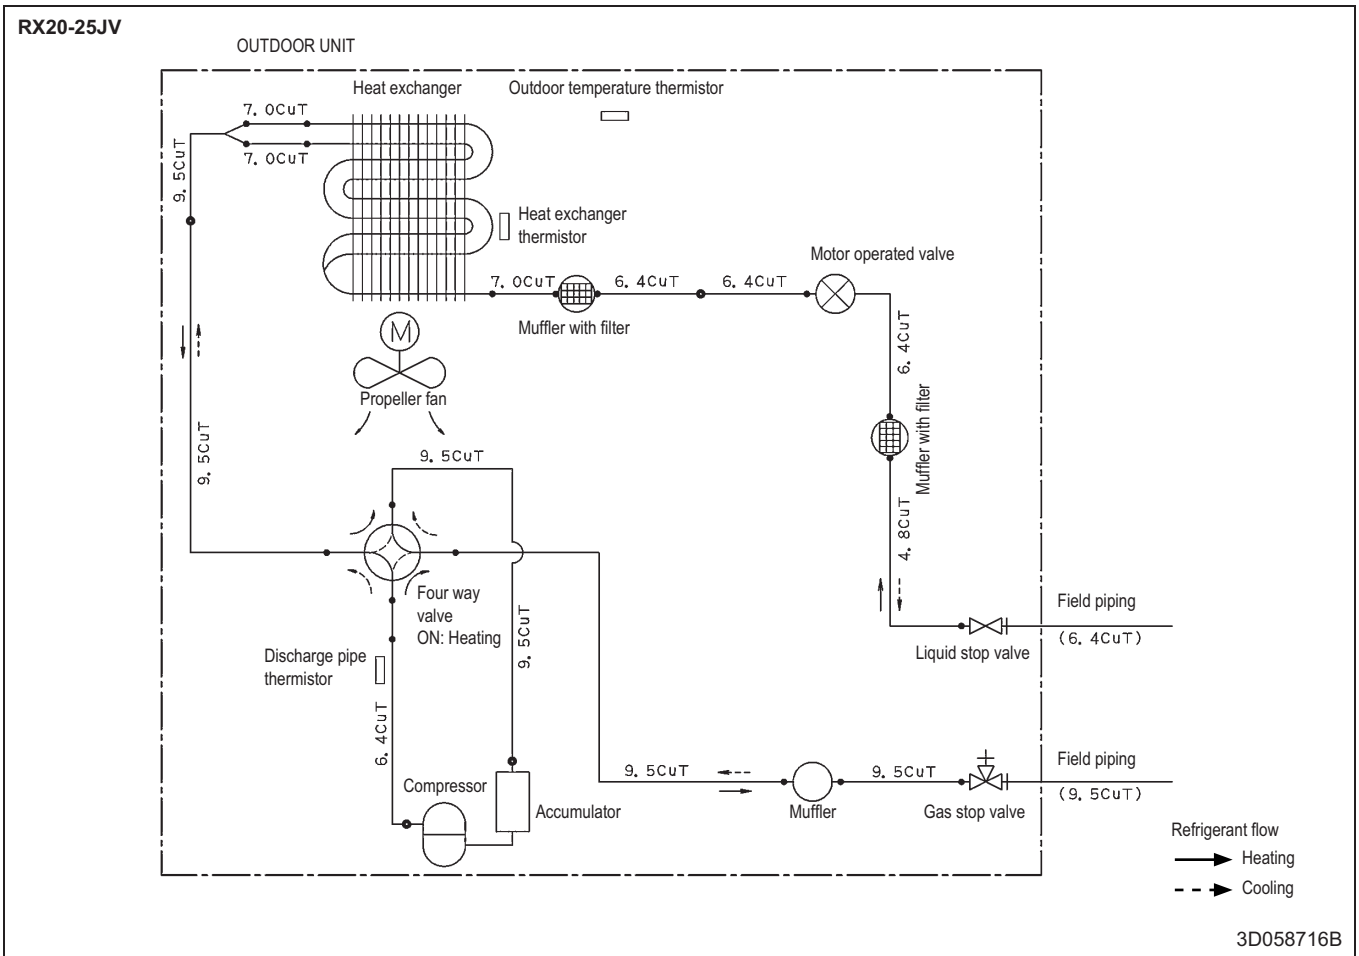 RX20-25JV
OUTDOOR UNIT
Heat exchanger
Outdoor temperature thermistor
7. 0CuT
7. 0CuT
9. 5CuT
Heat exchanger
thermistor
Motor operated valve
7. 0CuT
6. 4CuT
6. 4CuT
Muffler with filter
M
6. 4CuT
Propeller fan
Muffler with filter
9. 5CuT
9. 5CuT
4. 8CuT
Four way
valve
ON: Heating
9. 5CuT
Field piping
(6. 4CuT)
Liquid stop valve
Discharge pipe
thermistor
6. 4CuT
Compressor
Accumulator
9. 5CuT
Muffler
9. 5CuT
Gas stop valve
Field piping
(9. 5CuT)
Refrigerant flow
Heating
Cooling
3D058716B